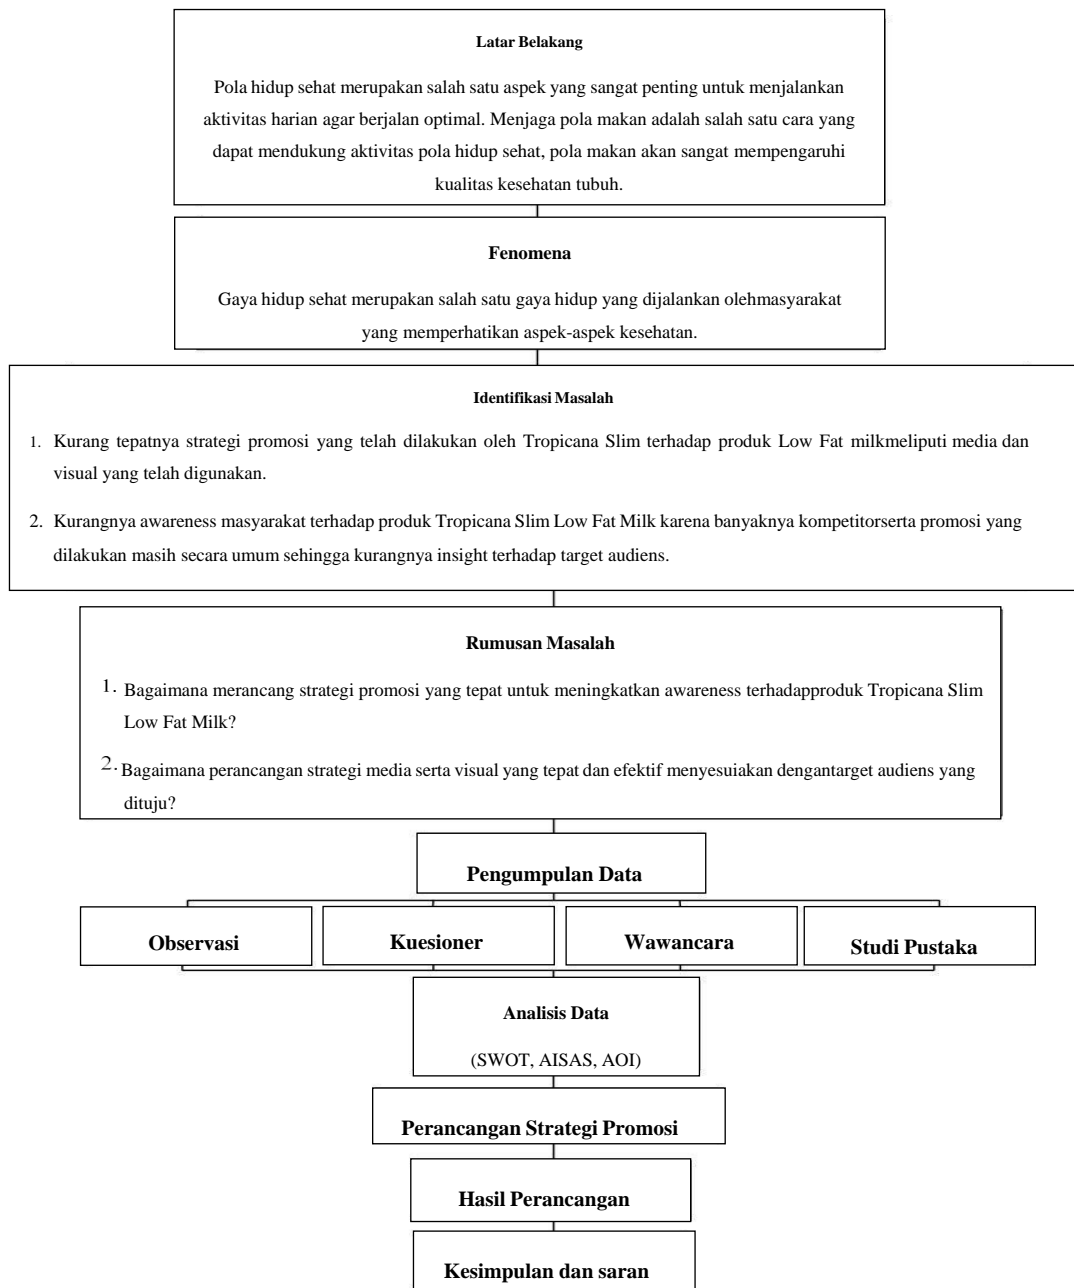 Latar Belakang
Pola hidup sehat merupakan salah satu aspek yang sangat penting untuk menjalankan
aktivitas harian agar berjalan optimal. Menjaga pola makan adalah salah satu cara yang
dapat mendukung aktivitas pola hidup sehat, pola makan akan sangat mempengaruhi
kualitas kesehatan tubuh.
Fenomena
Gaya hidup sehat merupakan salah satu gaya hidup yang dijalankan olehmasyarakat
yang memperhatikan aspek-aspek kesehatan.
Identifikasi Masalah
1. Kurang tepatnya strategi promosi yang telah dilakukan oleh Tropicana Slim terhadap produk Low Fat milkmeliputi media dan
visual yang telah digunakan.
2. Kurangnya awareness masyarakat terhadap produk Tropicana Slim Low Fat Milk karena banyaknya kompetitorserta promosi yang
dilakukan masih secara umum sehingga kurangnya insight terhadap target audiens.
Rumusan Masalah
1. Bagaimana merancang strategi promosi yang tepat untuk meningkatkan awareness terhadapproduk Tropicana Slim
Low Fat Milk?
2. Bagaimana perancangan strategi media serta visual yang tepat dan efektif menyesuiakan dengantarget audiens yang
dituju?
Pengumpulan Data
Observasi
Kuesioner
Wawancara
Studi Pustaka
Analisis Data
(SWOT, AISAS, AOI)
Perancangan Strategi Promosi
Hasil Perancangan
Kesimpulan dan saran